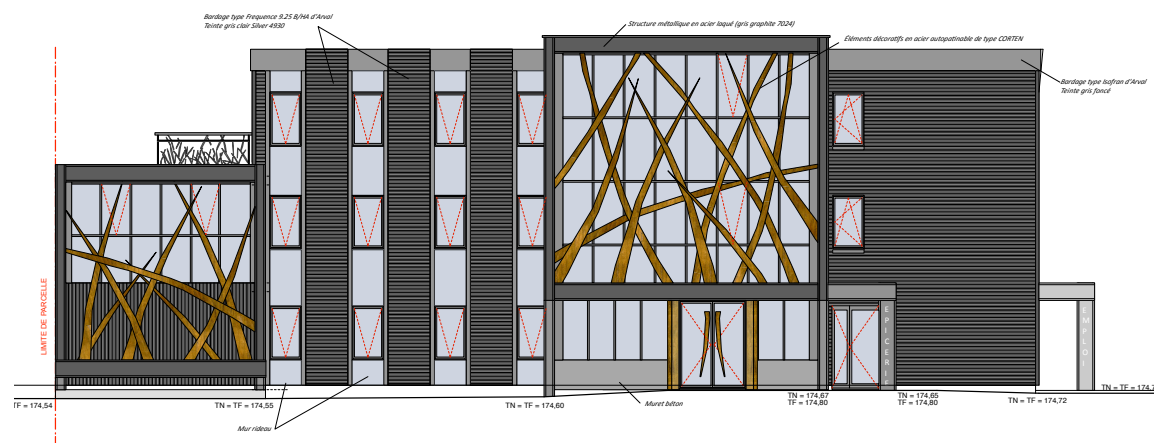 Bardage type Frequence 9.25 B/HA d'Arval
Teinte gris clair Silver 4930
Structure métallique en acier laqué (gris graphite 7024)
Éléments décoratifs en acier autopatinable de type CORTEN
Bardage type Isofran d'Arval
Teinte gris foncé
LIMITE DE PARCELLE
EPICERIE
EMPLOI
TF = 174,54
TN = TF = 174,55
TN = TF = 174,60
TN = 174,67
TF = 174,80
TN = 174,65
TF = 174,80
TN = TF = 174,72
Muret béton
Mur rideau